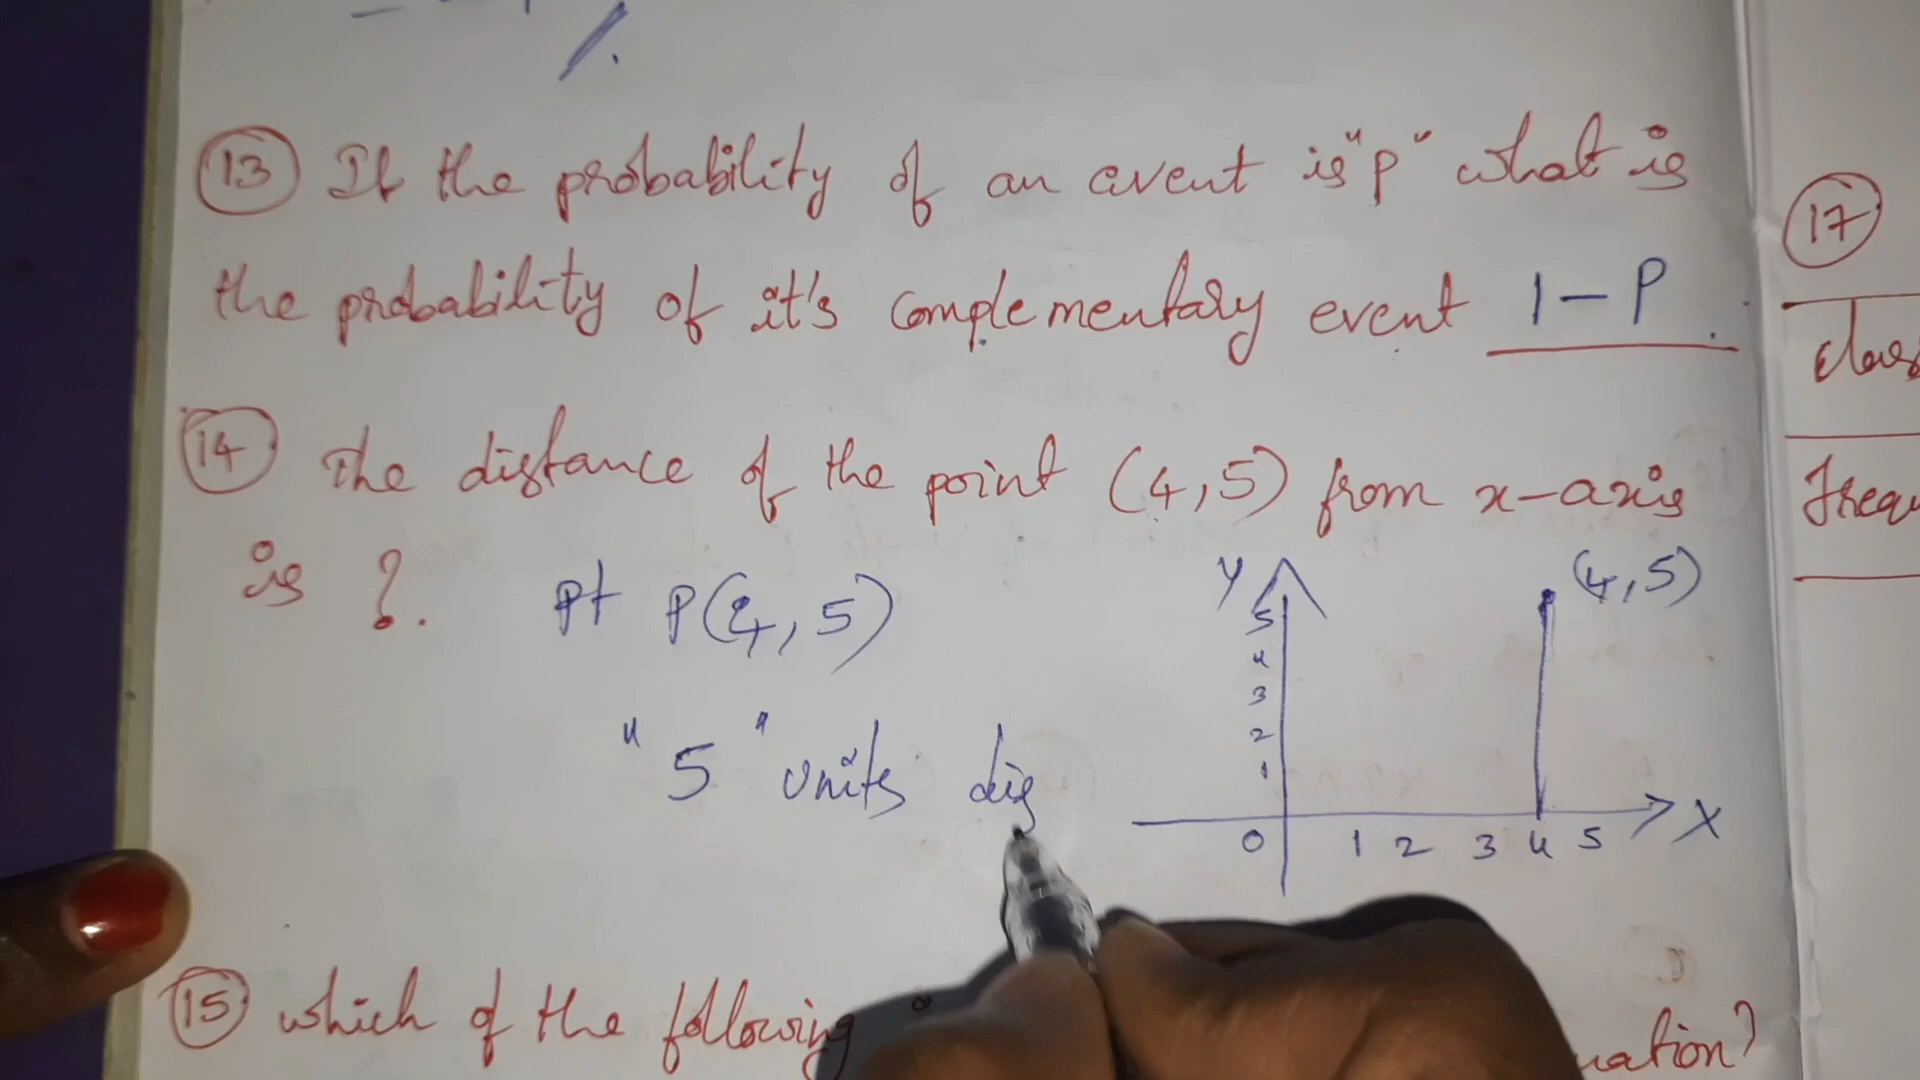 13 If the probability of an event is "p" what is
the probability of it's complementary event 1-P.
14 The distance of the point (4,5) from x-axis
is ?.
pt P(4,5)
"5" units dis
Y
5
4
3
2
1
0 1 2 3 4 5 X
(4,5)
15 which of the following
uation?
17
class
Frequ